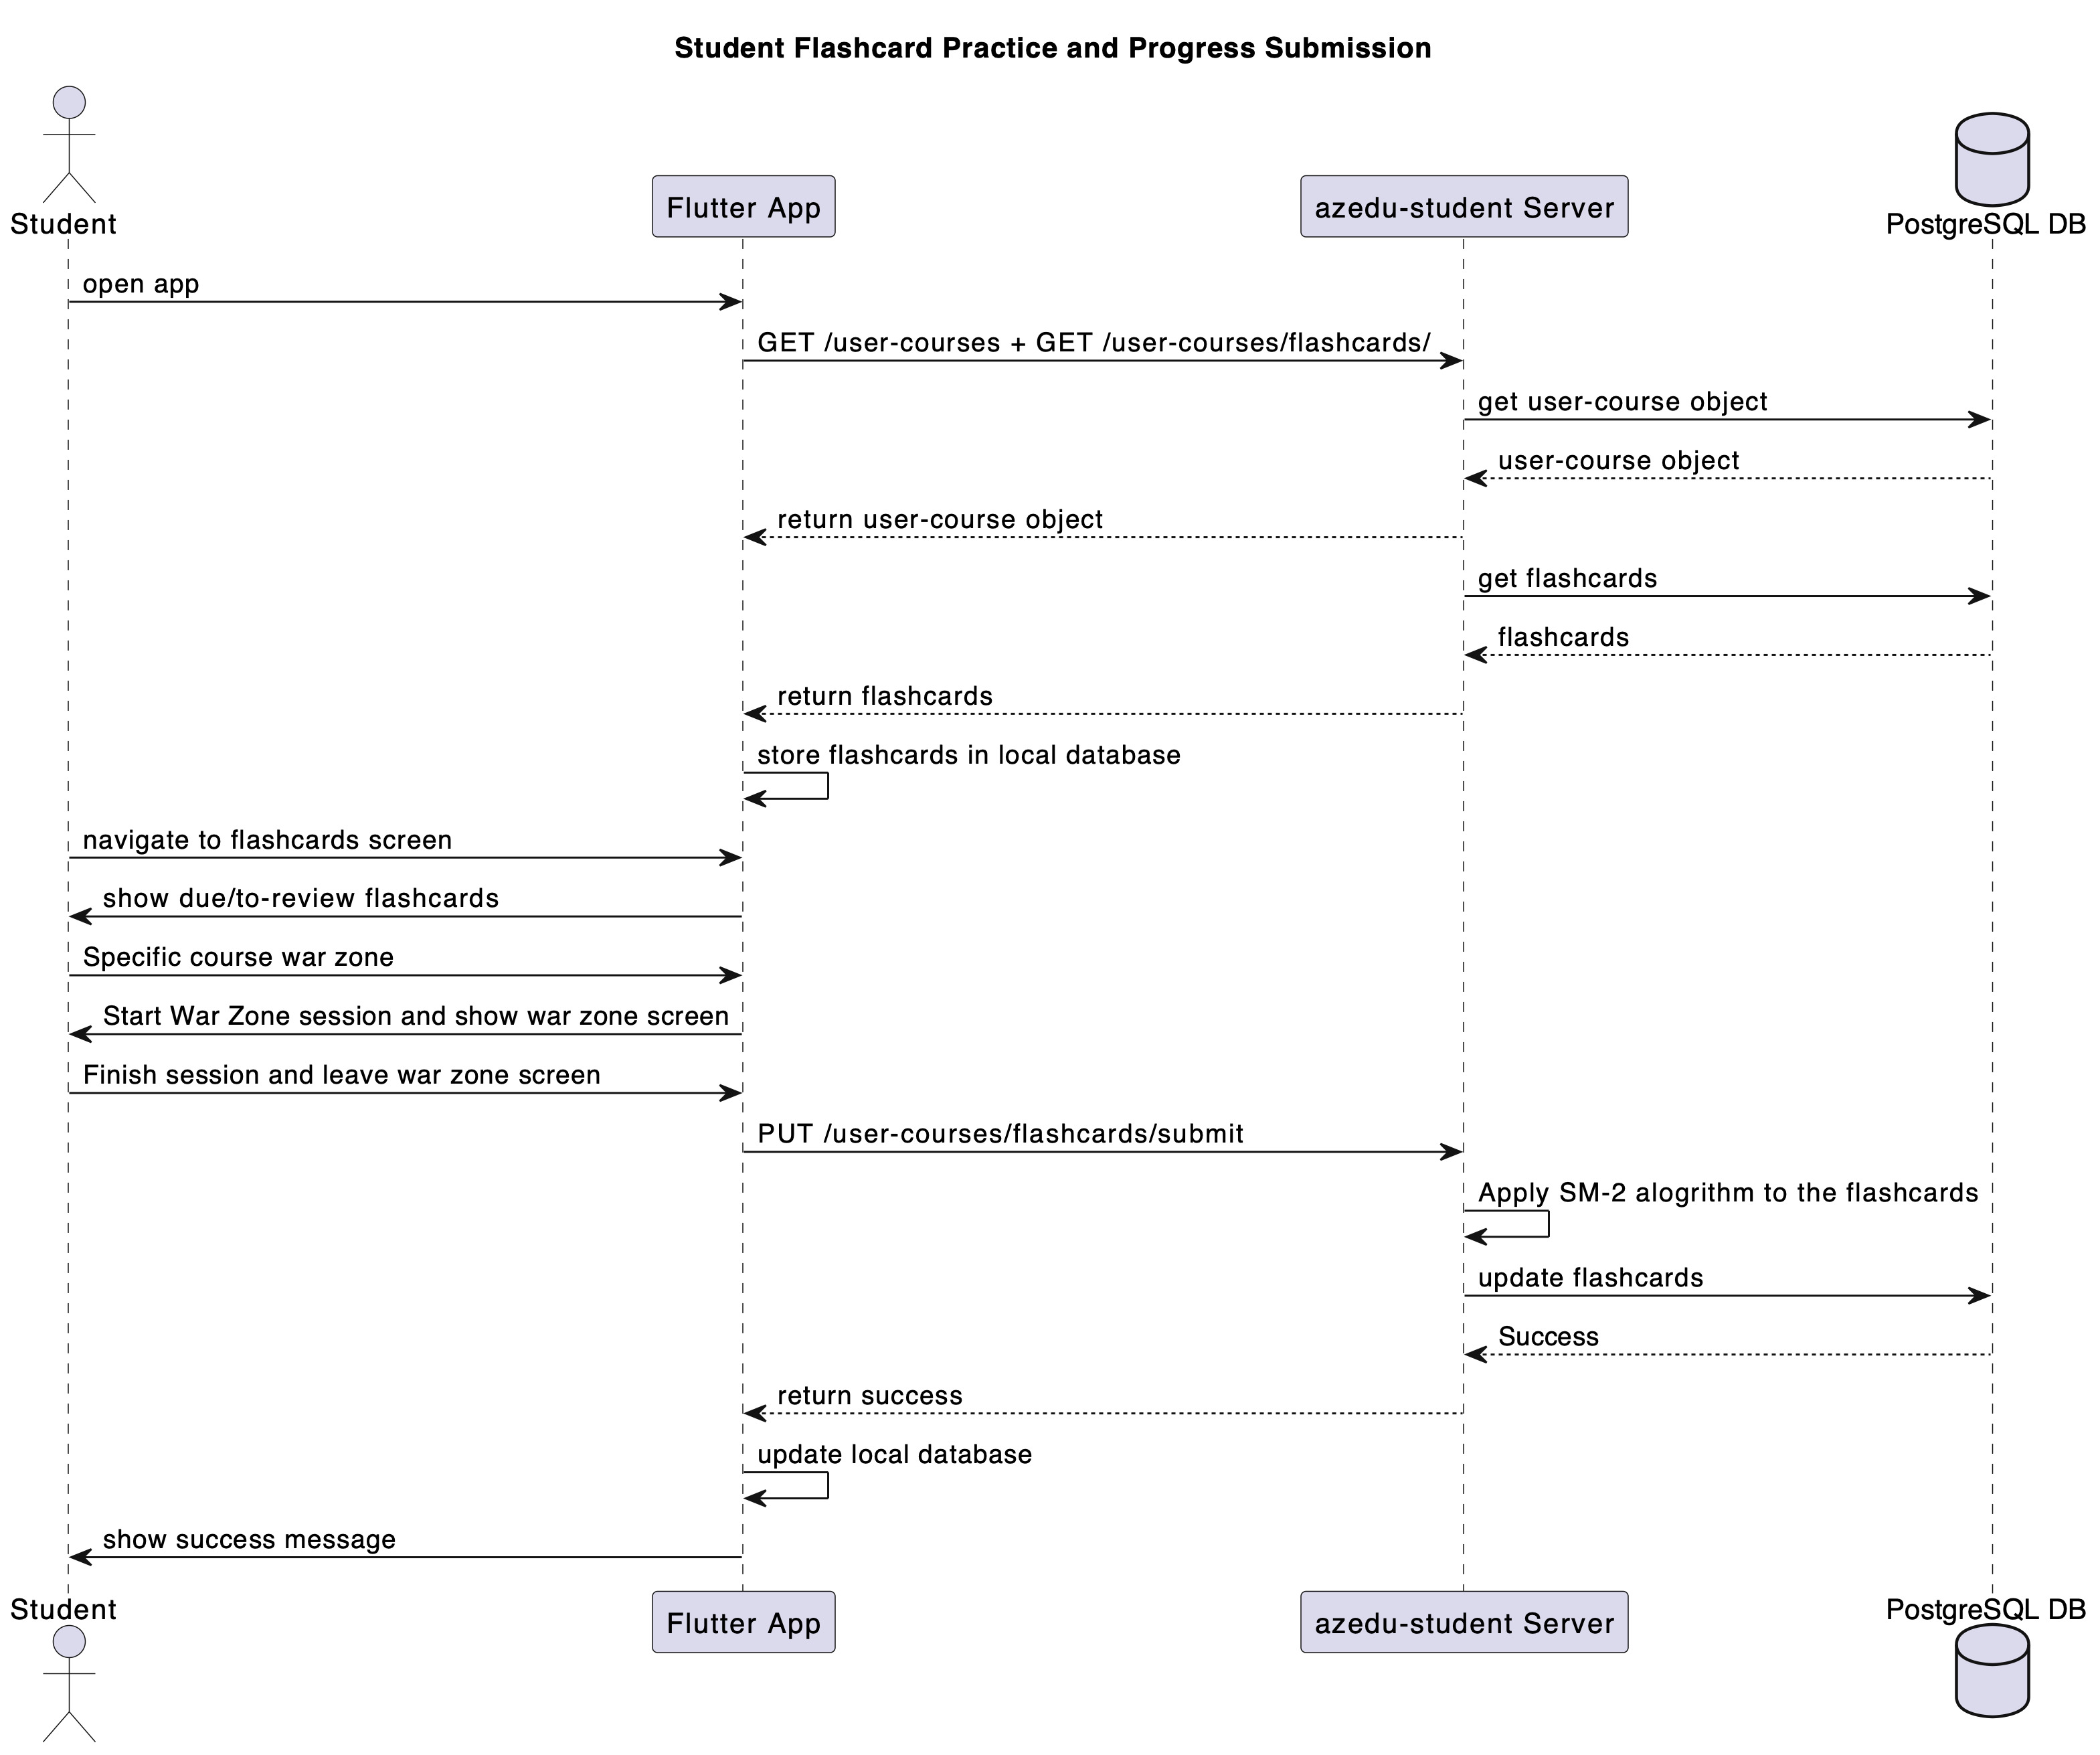 Student Flashcard Practice and Progress Submission
Student
Flutter App
azedu-student Server
PostgreSQL DB
open app
GET /user-courses + GET /user-courses/flashcards/
get user-course object
user-course object
return user-course object
get flashcards
flashcards
return flashcards
store flashcards in local database
navigate to flashcards screen
show due/to-review flashcards
Specific course war zone
Start War Zone session and show war zone screen
Finish session and leave war zone screen
PUT /user-courses/flashcards/submit
Apply SM-2 alogrithm to the flashcards
update flashcards
Success
return success
update local database
show success message
Student
Flutter App
azedu-student Server
PostgreSQL DB